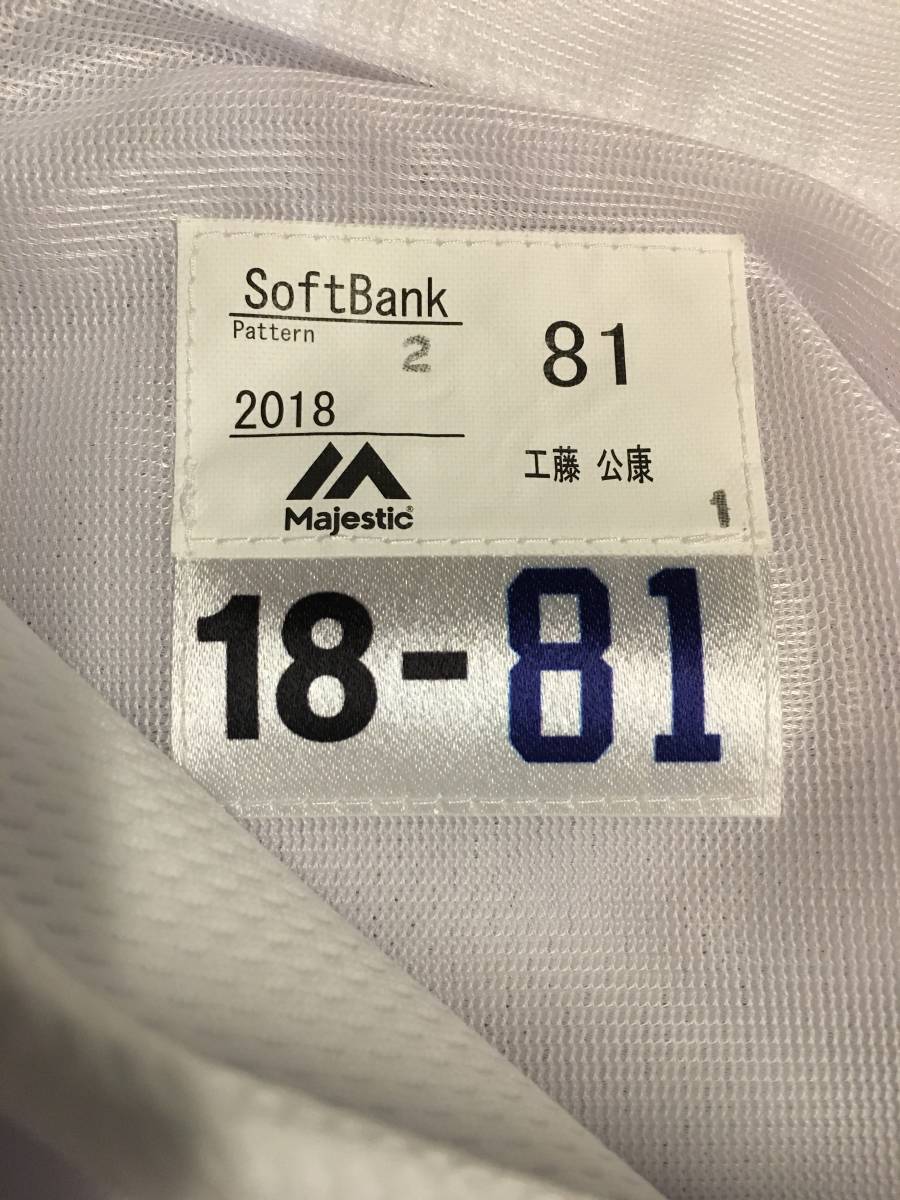 SoftBank
Pattern 2
2018
Majestic®
81
工藤 公康
1
18-81